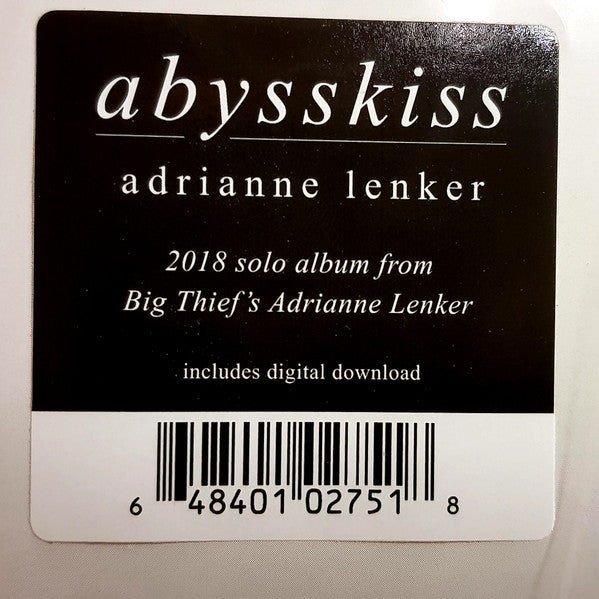 abysskiss
adrianne lenker
2018 solo album from
Big Thief's Adrianne Lenker
includes digital download
6 48401 02751 8